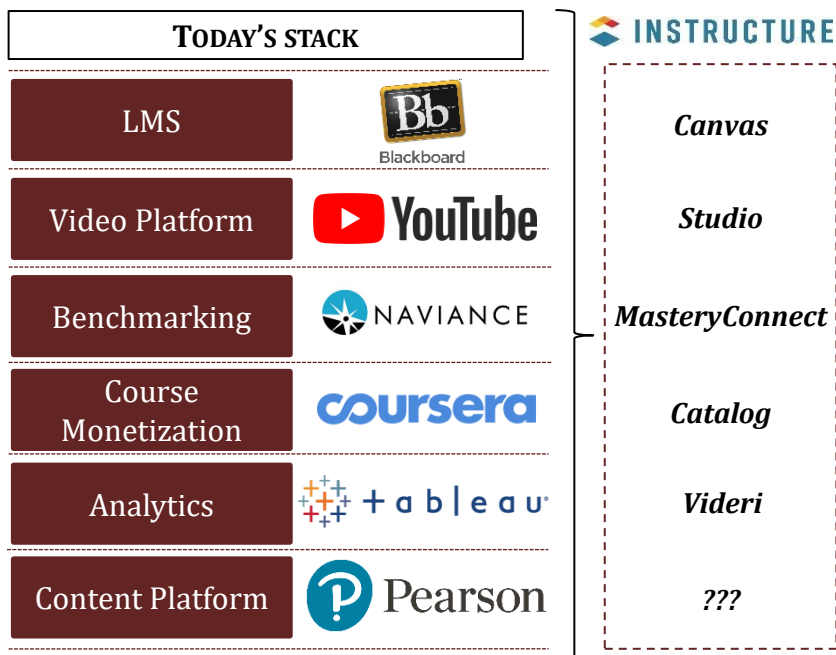 TODAY'S STACK
INSTRUCTURE
LMS
Bb
Blackboard
Canvas
Video Platform
YouTube
Studio
Benchmarking
NAVIANCE
MasteryConnect
Course
Monetization
coursera
Catalog
Analytics
tableau
Videri
Content Platform
P Pearson
???